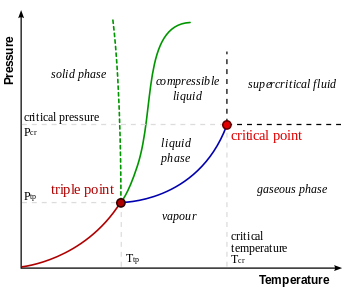 Pressure
solid phase
compressible
liquid
supercritical fluid
critical pressure
Pcr
critical point
liquid
phase
triple point
Ptp
gaseous phase
vapour
critical
temperature
Tcr
Ttp
Temperature